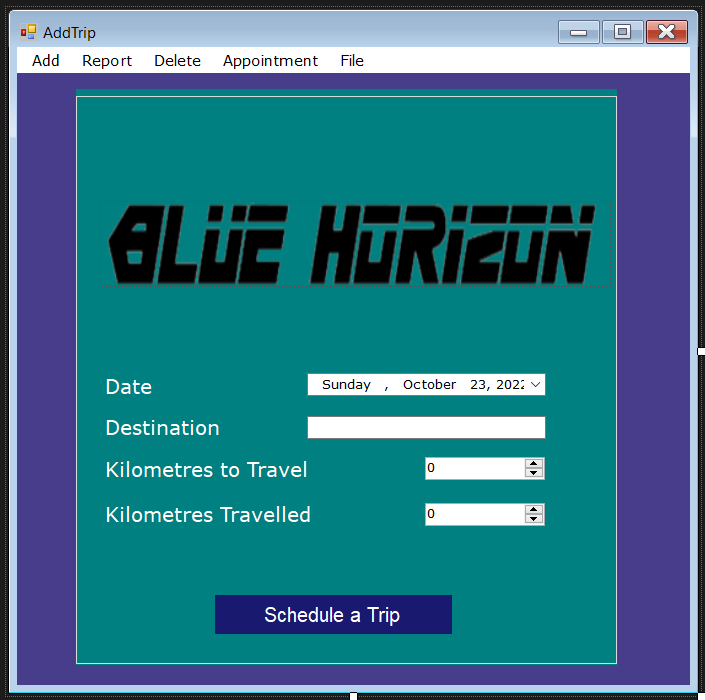 AddTrip
Add Report Delete Appointment File
BLUE HORIZON
Date Sunday , October 23, 2022
Destination
Kilometres to Travel 0
Kilometres Travelled 0
Schedule a Trip